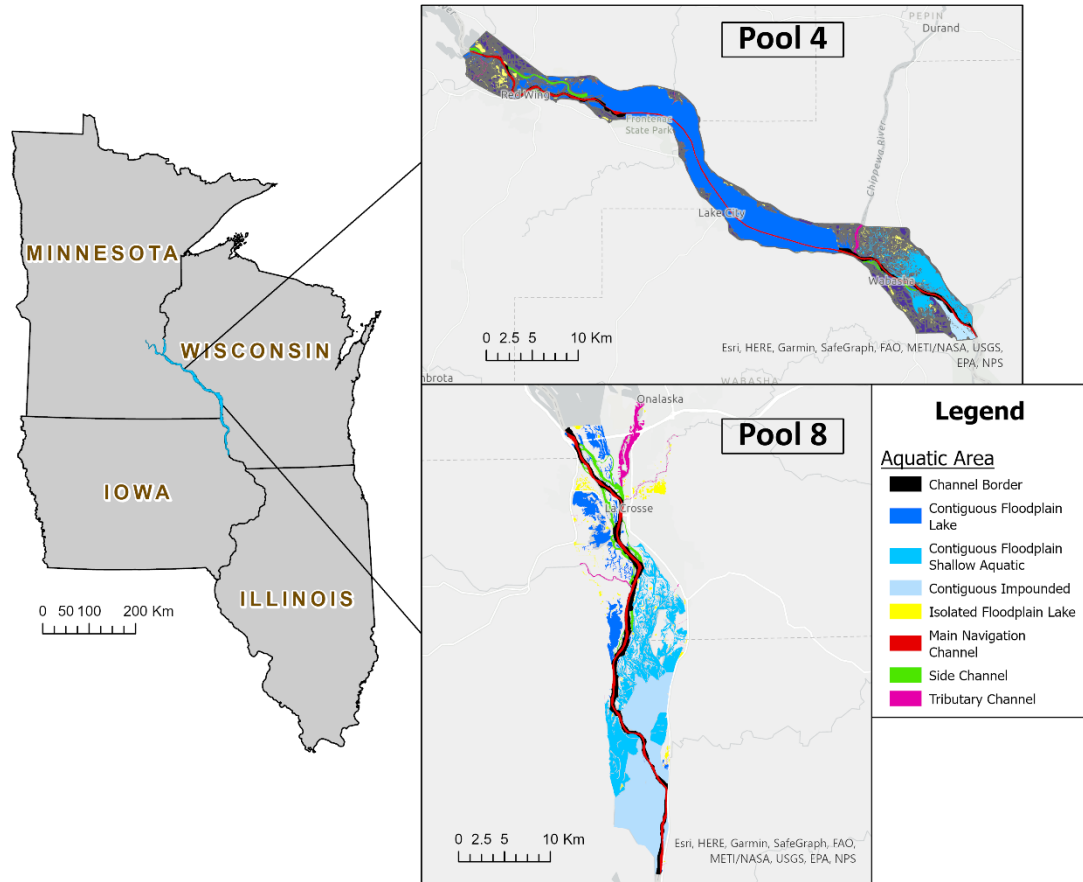 MINNESOTA
WISCONSIN
IOWA
ILLINOIS
0 50 100 200 Km
Pool 4
PEPIN
Durand
Red Wing
Frontenac
State Park
Chippewa River
Lake City
Wabasha
0 2.5 5 10 Km
Esri, HERE, Garmin, SafeGraph, FAO, METI/NASA, USGS,
EPA, NPS
mbrota
WABASHA
Pool 8
Onalaska
La Crosse
0 2.5 5 10 Km
Esri, HERE, Garmin, SafeGraph, FAO,
METI/NASA, USGS, EPA, NPS
Legend
Aquatic Area
Channel Border
Contiguous Floodplain
Lake
Contiguous Floodplain
Shallow Aquatic
Contiguous Impounded
Isolated Floodplain Lake
Main Navigation
Channel
Side Channel
Tributary Channel